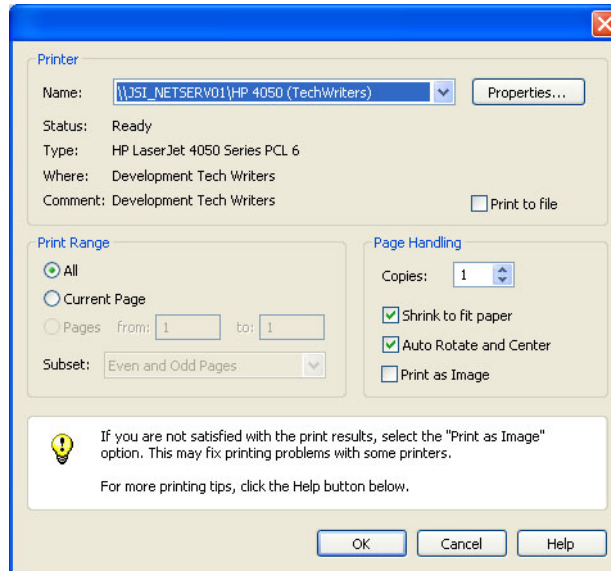 Printer
Name: \\JSI_NETSERV01\HP 4050 (TechWriters) Properties...
Status: Ready
Type: HP LaserJet 4050 Series PCL 6
Where: Development Tech Writers
Comment: Development Tech Writers Print to file
Print Range
All
Current Page
Pages from: 1 to: 1
Subset: Even and Odd Pages
Page Handling
Copies: 1
Shrink to fit paper
Auto Rotate and Center
Print as Image
If you are not satisfied with the print results, select the "Print as Image"
option. This may fix printing problems with some printers.
For more printing tips, click the Help button below.
OK Cancel Help